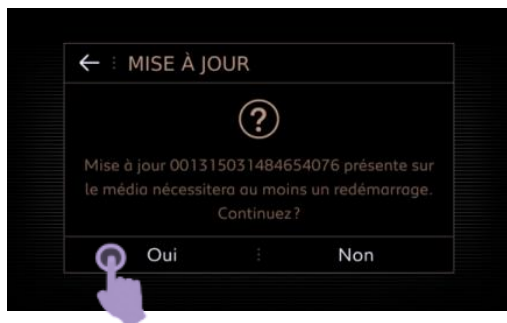 MISE À JOUR
Mise à jour 001315031484654076 présente sur
le média nécessitera au moins un redémarrage.
Continuez?
Oui
Non